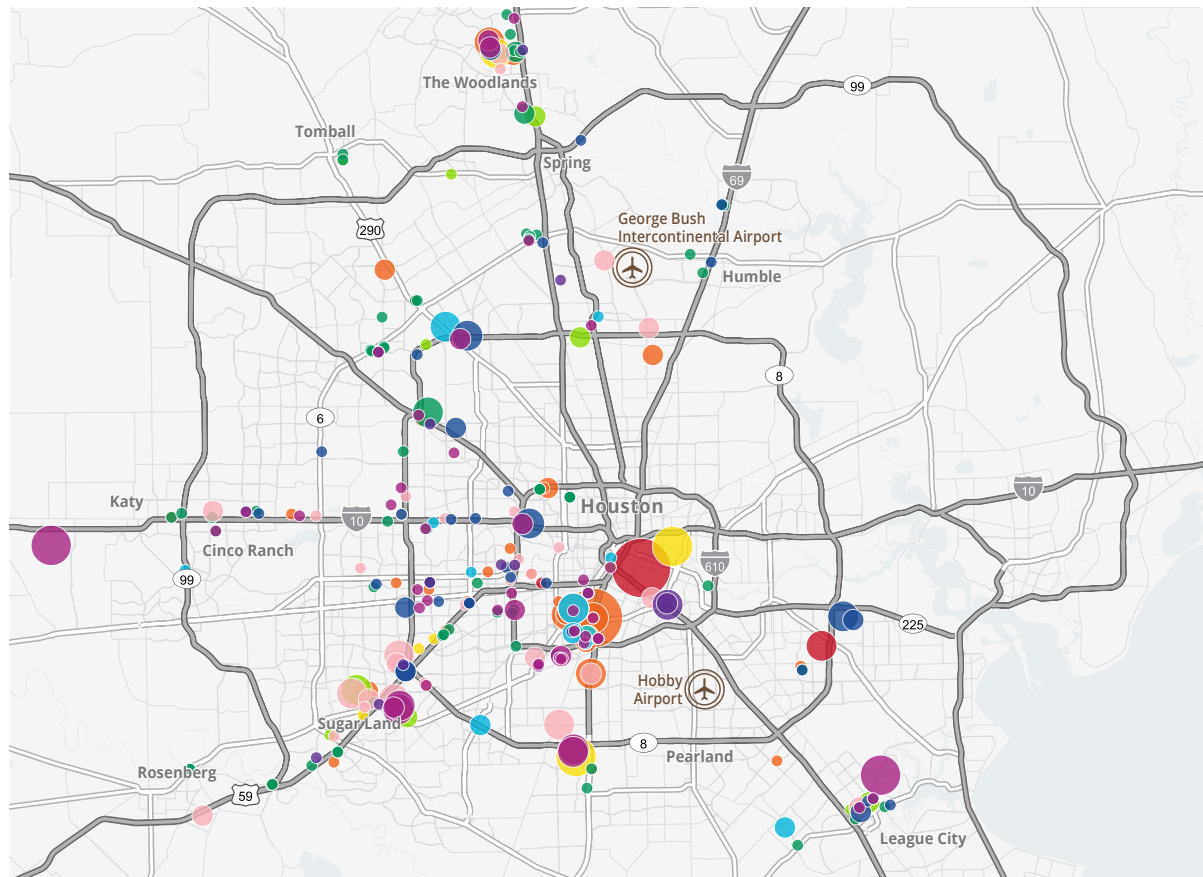 The Woodlands
99
Tomball
Spring
69
290
George Bush
Intercontinental Airport
Humble
8
6
Katy
10
Houston
10
Cinco Ranch
610
99
225
Hobby
Airport
Sugar Land
8
Pearland
Rosenberg
59
League City